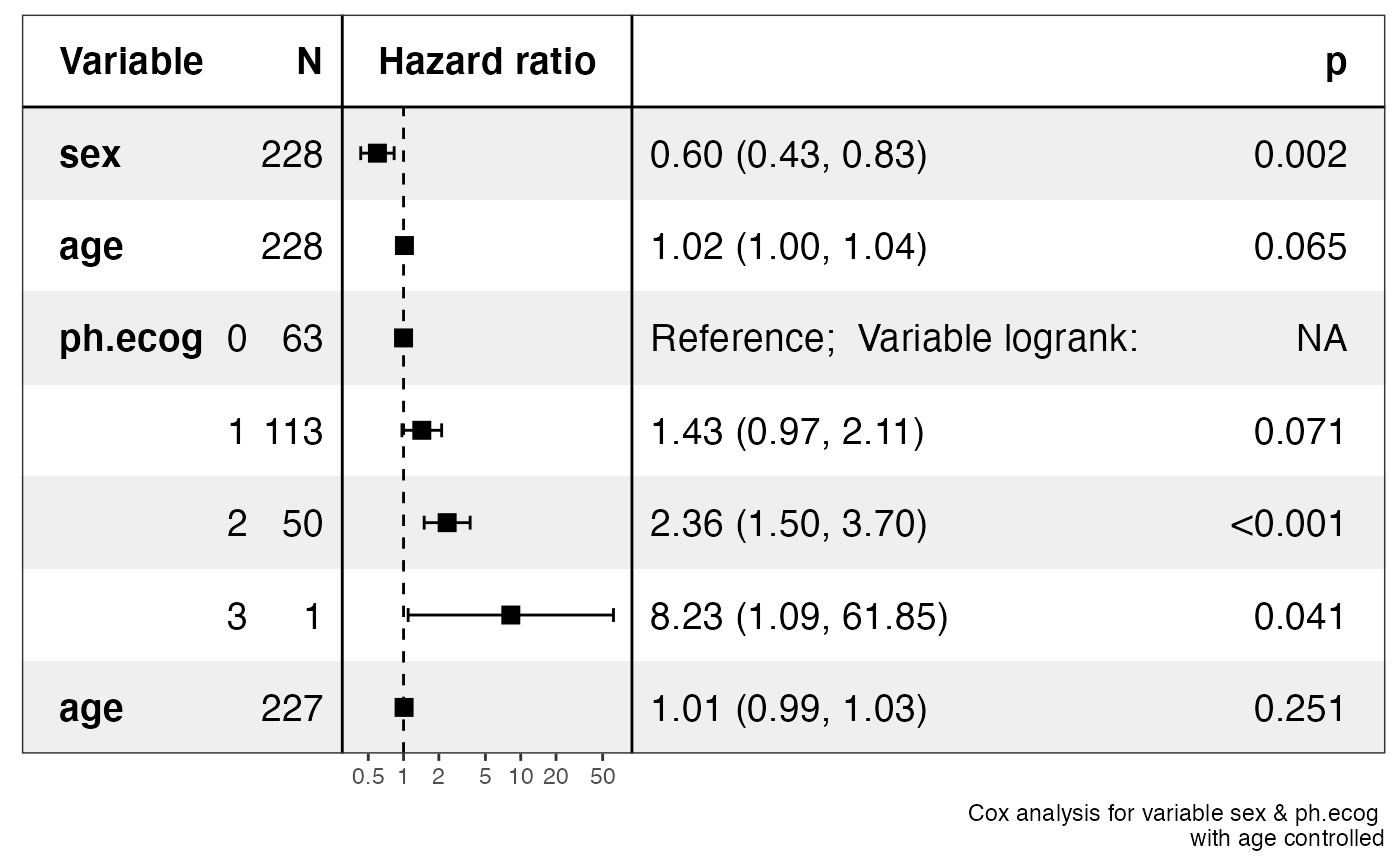 Variable N Hazard ratio p
sex 228 0.60 (0.43, 0.83) 0.002
age 228 1.02 (1.00, 1.04) 0.065
ph.ecog 0 63 Reference; Variable logrank: NA
1 113 1.43 (0.97, 2.11) 0.071
2 50 2.36 (1.50, 3.70) <0.001
3 1 8.23 (1.09, 61.85) 0.041
age 227 1.01 (0.99, 1.03) 0.251
0.5 1 2 5 10 20 50
Cox analysis for variable sex & ph.ecog
with age controlled